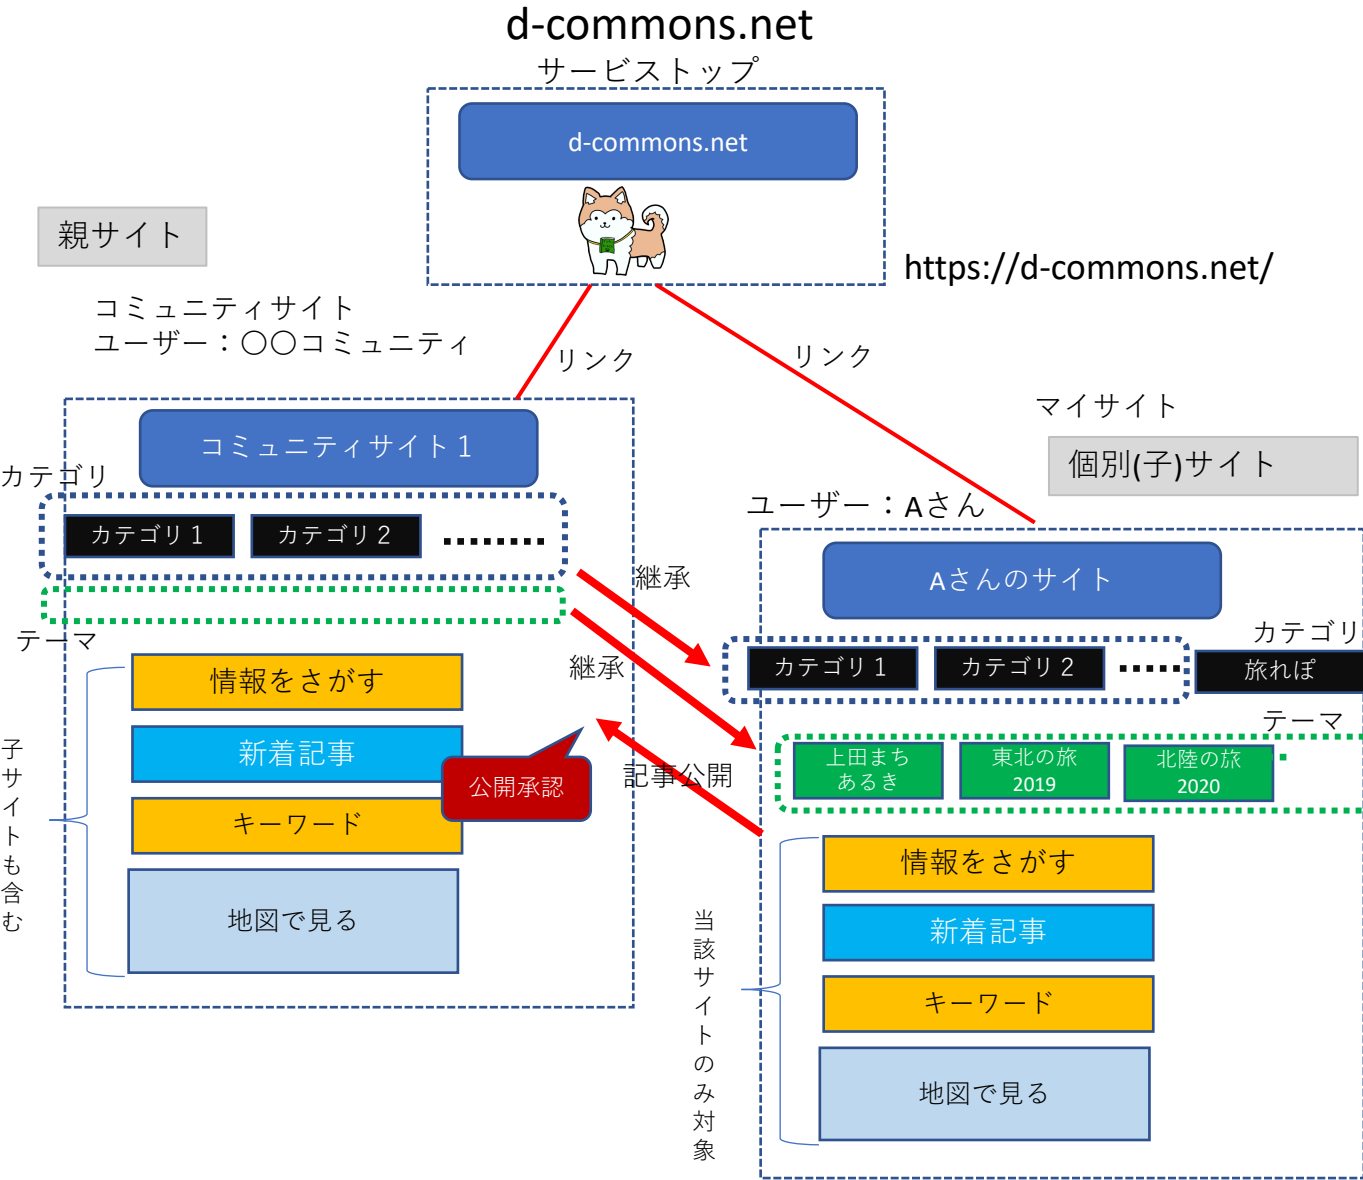 d-commons.net
サービストップ
d-commons.net
親サイト
https://d-commons.net/
コミュニティサイト
ユーザー：〇〇コミュニティ
リンク
リンク
マイサイト
個別(子)サイト
コミュニティサイト１
カテゴリ
カテゴリ１
カテゴリ２
………
継承
テーマ
継承
情報をさがす
新着記事
キーワード
地図で見る
子サイトも含む
公開承認
記事公開
ユーザー：Aさん
Aさんのサイト
カテゴリ
カテゴリ１
カテゴリ２
……
旅れぽ
テーマ
上田まち
あるき
東北の旅
2019
北陸の旅
2020
情報をさがす
新着記事
キーワード
地図で見る
当該サイトのみ対象